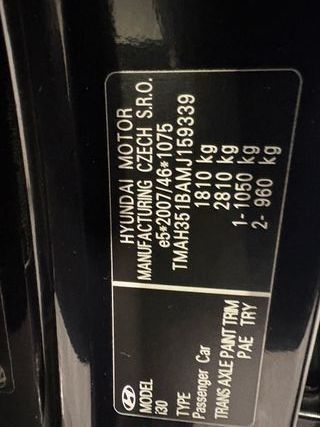 HYUNDAI MOTOR
MANUFACTURING CZECH S.R.O.
e5*2007/46*1075
TMAH351BAMJ159339
1810 kg
2810 kg
1- 1050 kg
2- 960 kg
MODEL
i30
TYPE
Passenger Car
TRANS AXLE PAINT TRIM
PAE TRY